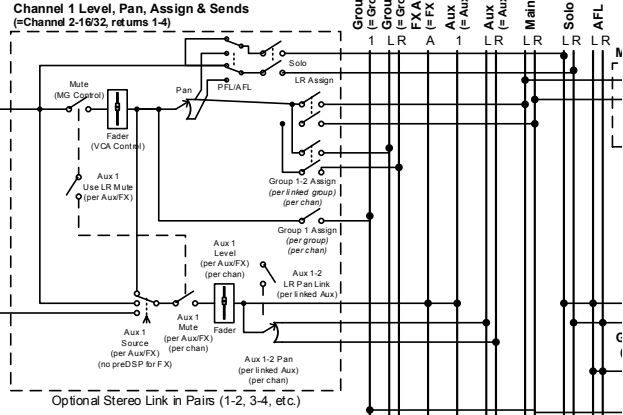 Channel 1 Level, Pan, Assign & Sends
(=Channel 2-16/32, returns 1-4)
(= FX
FX A
Aux 1
Aux
Main
Solo
AFL
1 L R A 1 L R L R L R L R
Solo
LR Assign
PFL/AFL
Mute
(MG Control)
Pan
Fader
(VCA Control)
Aux 1
Use LR Mute
(per Aux/FX)
Group 1-2 Assign
(per linked group)
(per chan)
Group 1 Assign
(per group)
(per chan)
Aux 1
Level
(per Aux/FX)
(per chan)
Aux 1-2
LR Pan Link
(per linked Aux)
Aux 1
Source
(per Aux/FX)
(no preDSP for FX)
Aux 1
Mute
(per Aux/FX)
(per chan)
Fader
Aux 1-2 Pan
(per linked Aux)
(per chan)
Optional Stereo Link in Pairs (1-2, 3-4, etc.)